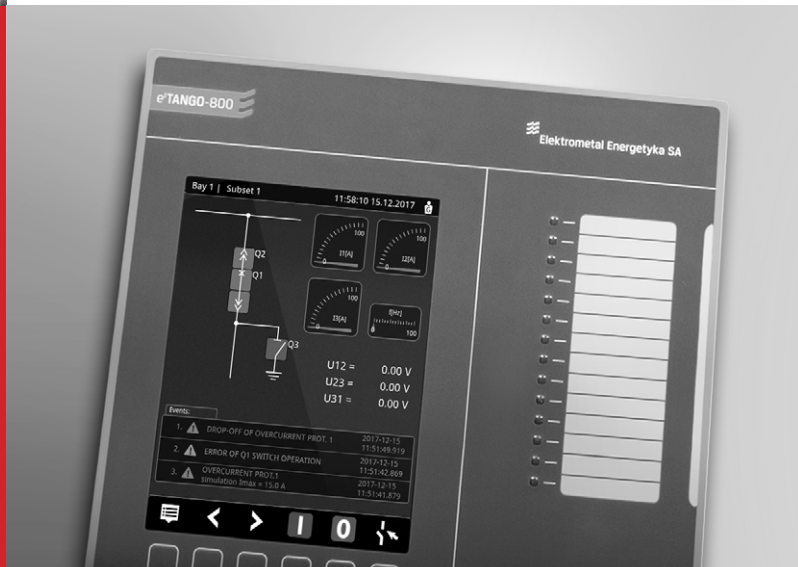 e²TANGO-800
Elektrometal Energetyka SA
Bay 1 | Subset 1
11:58:10 15.12.2017
Q2
Q1
Q3
100
I1[A]
0
100
I2[A]
0
100
I3[A]
0
f[Hz]
0
100
U12 = 0.00 V
U23 = 0.00 V
U31 = 0.00 V
Events:
1. DROP-OFF OF OVERCURRENT PROT. 1 2017-12-15
11:51:49.919
2. ERROR OF Q1 SWITCH OPERATION 2017-12-15
11:51:42.869
3. OVERCURRENT PROT.1 2017-12-15
simulation Imax = 15.0 A 11:51:41.879
I
0